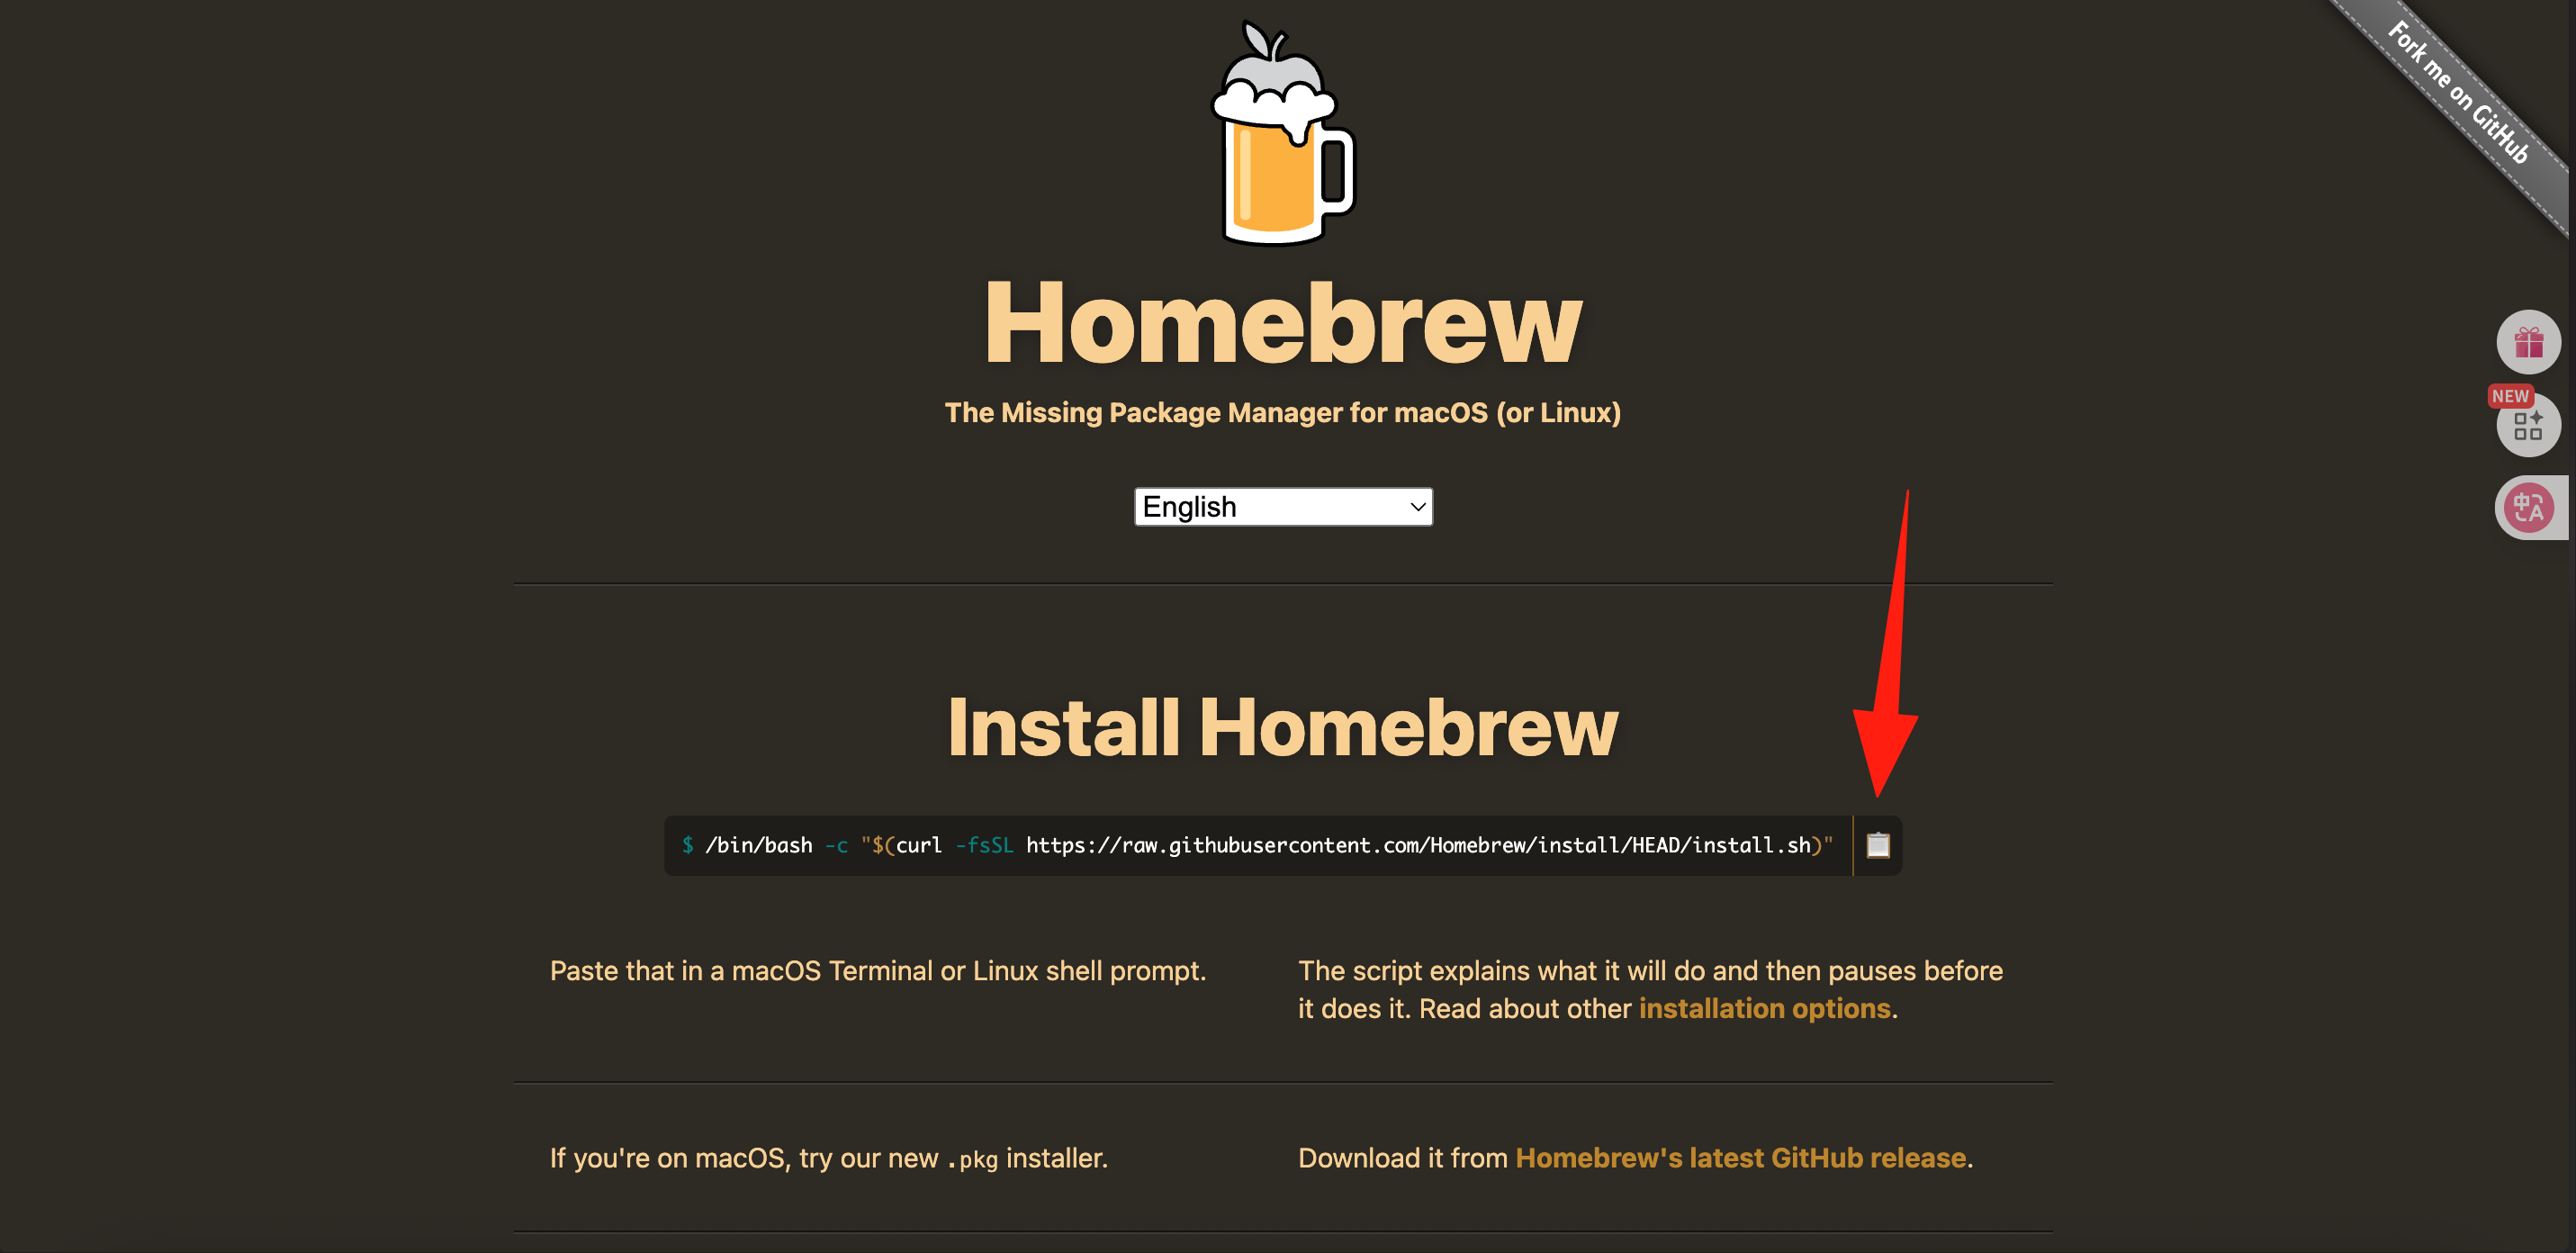 Fork me on GitHub
Homebrew
The Missing Package Manager for macOS (or Linux)
NEW
English
中A
Install Homebrew
$ /bin/bash -c "$(curl -fsSL https://raw.githubusercontent.com/Homebrew/install/HEAD/install.sh)"
Paste that in a macOS Terminal or Linux shell prompt.
The script explains what it will do and then pauses before
it does it. Read about other installation options.
If you're on macOS, try our new .pkg installer.
Download it from Homebrew's latest GitHub release.